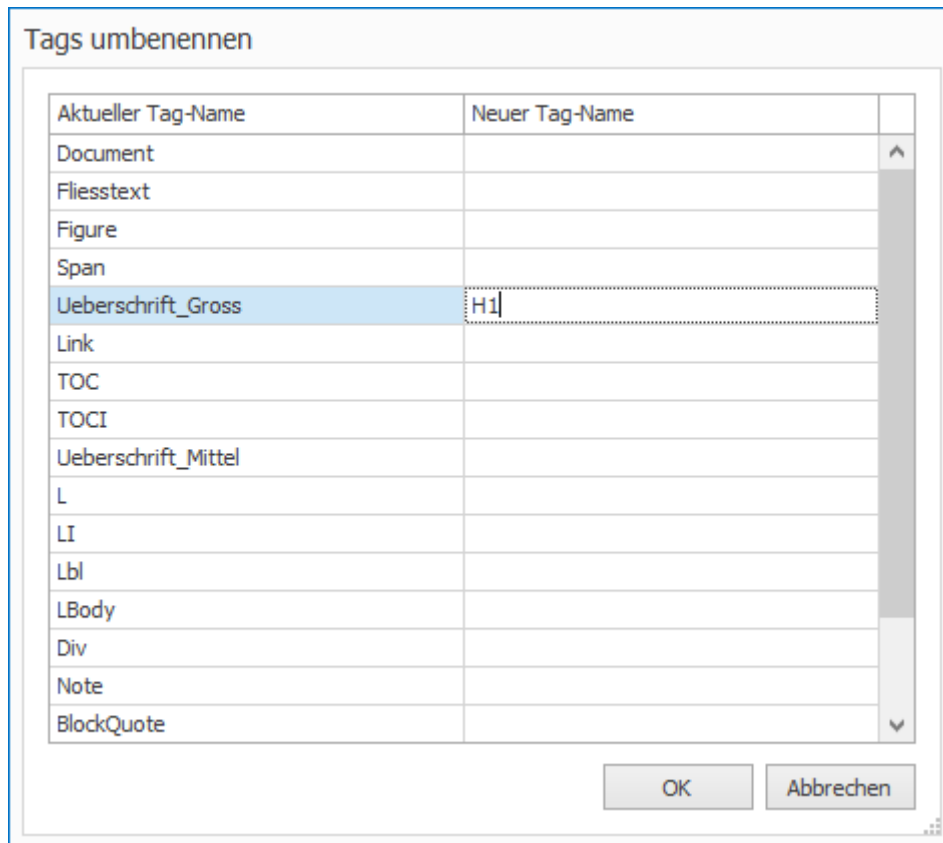 Tags umbenennen
Aktueller Tag-Name Neuer Tag-Name
Document
Fliesstext
Figure
Span
Ueberschrift_Gross H1
Link
TOC
TOCI
Ueberschrift_Mittel
L
LI
Lbl
LBody
Div
Note
BlockQuote
OK Abbrechen